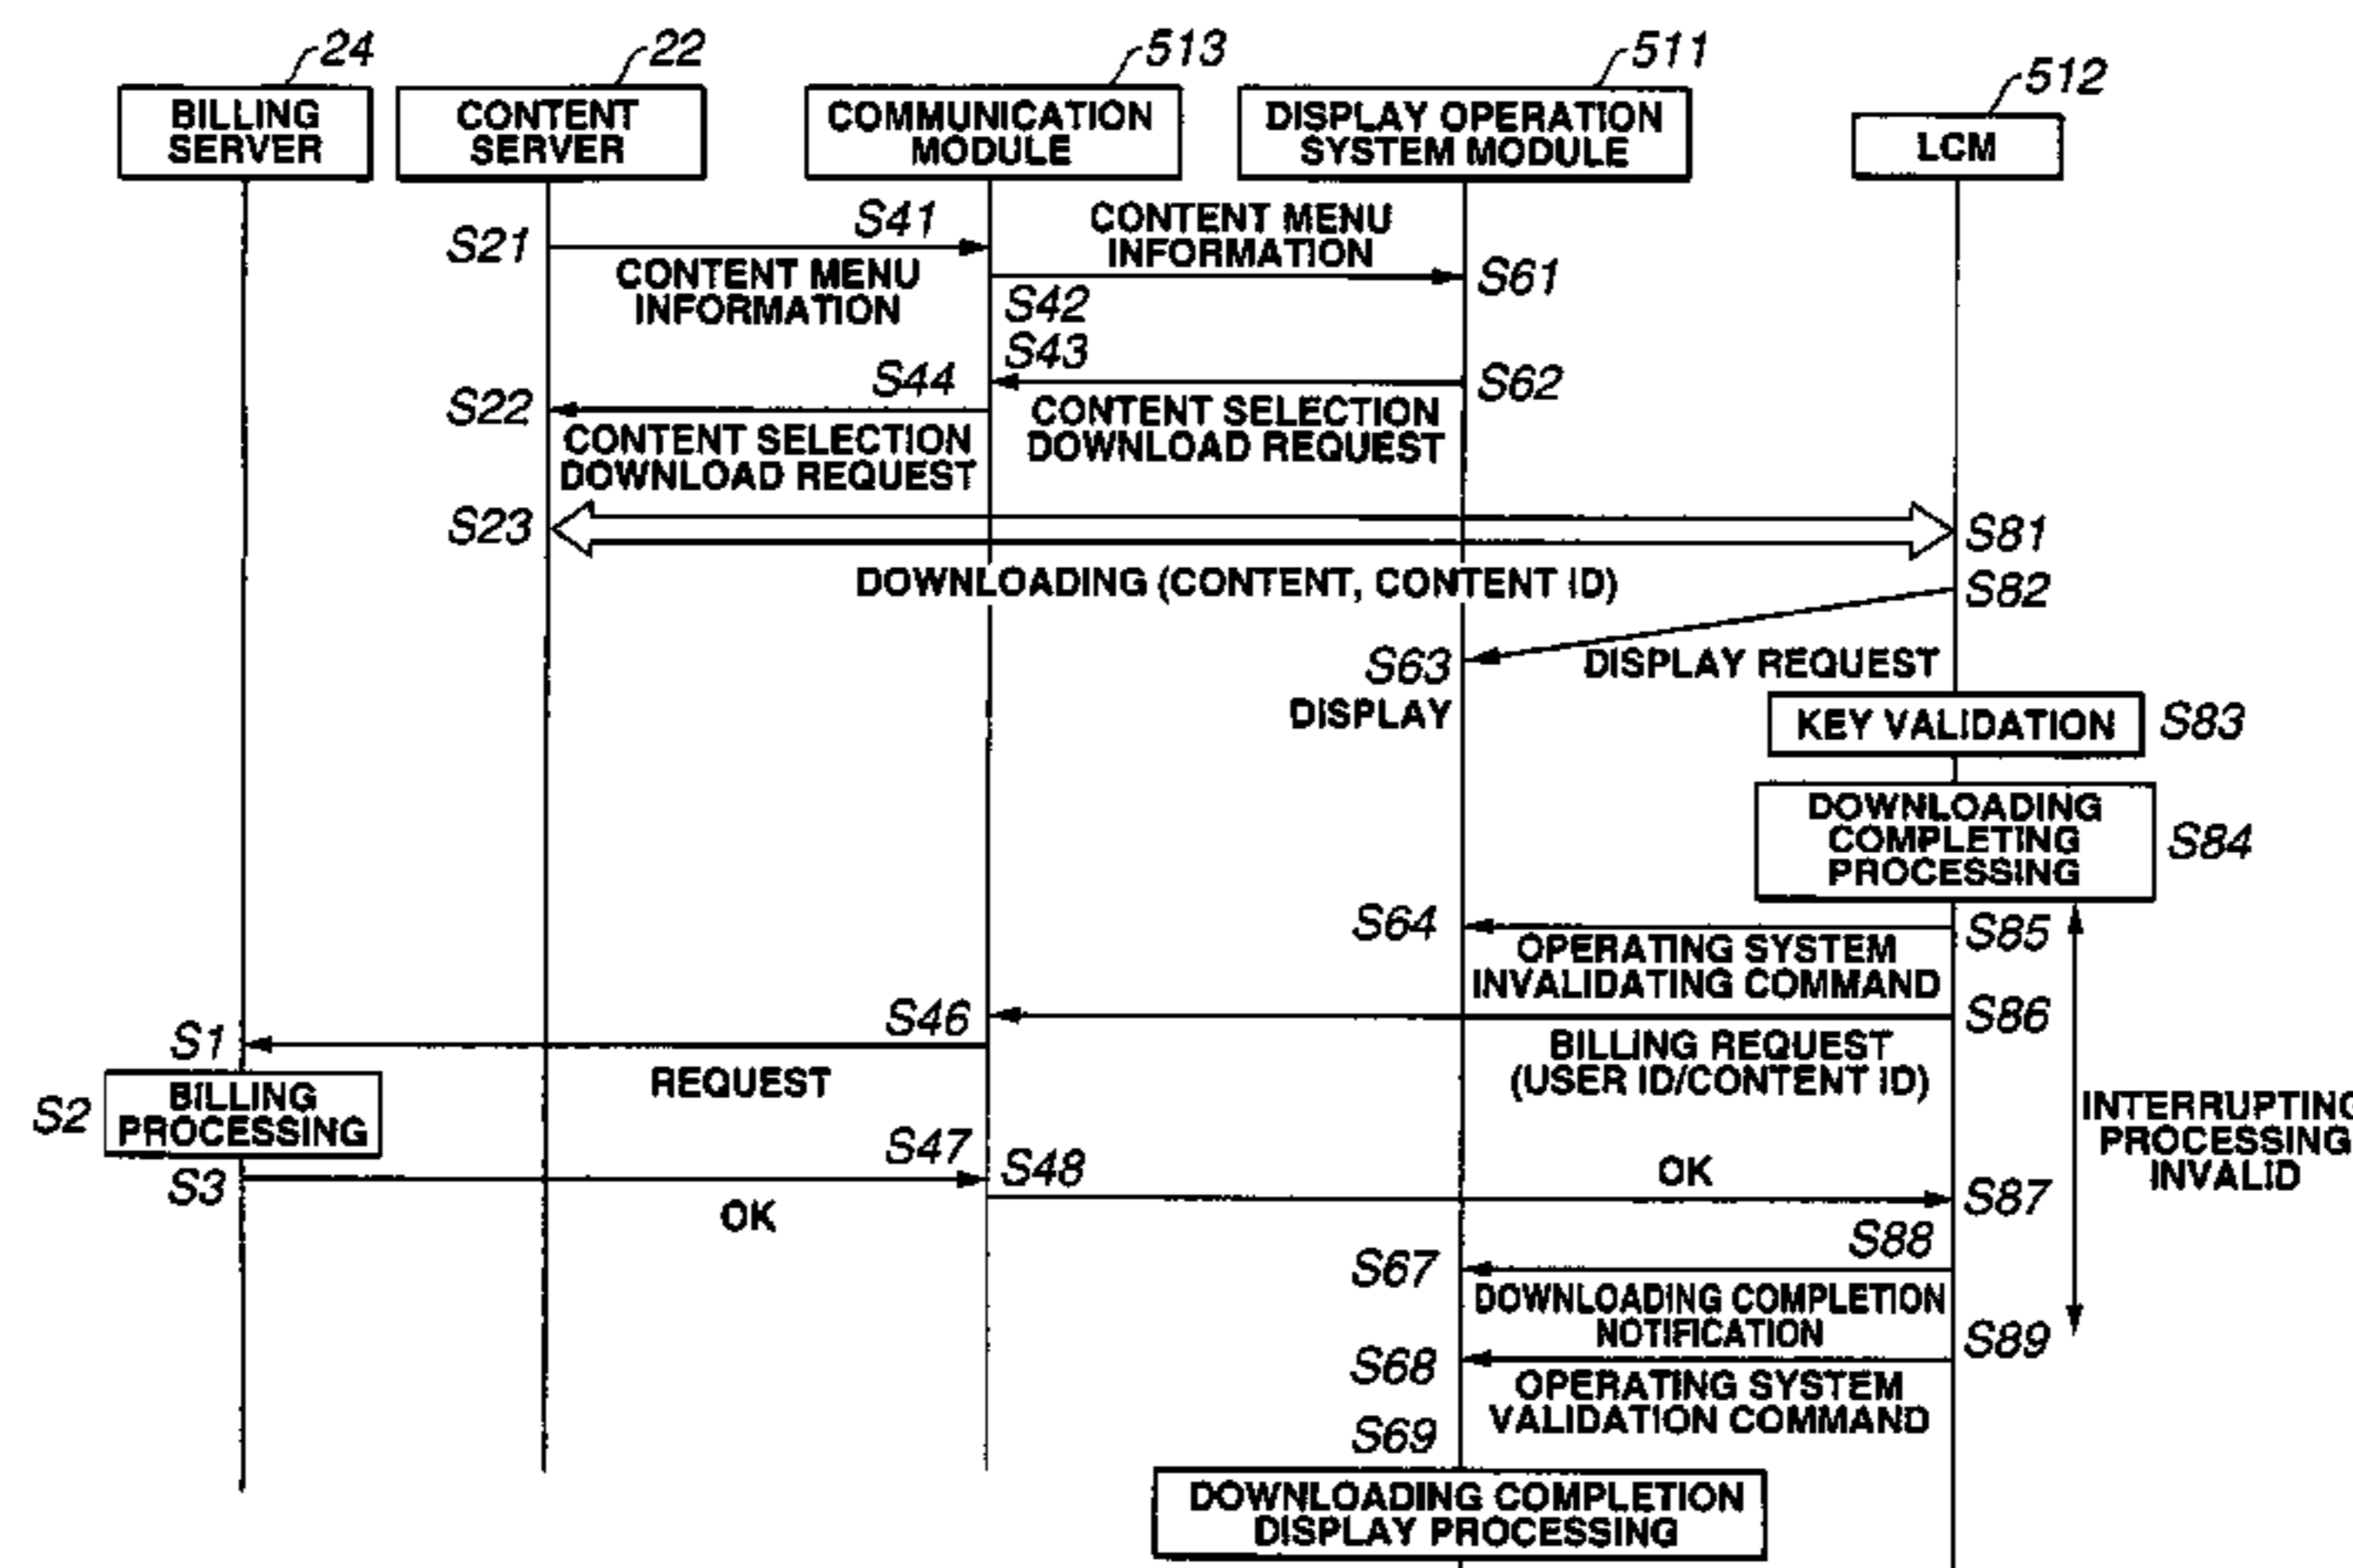 24
22
513
511
512
BILLING
SERVER
CONTENT
SERVER
COMMUNICATION
MODULE
DISPLAY OPERATION
SYSTEM MODULE
LCM
S21
S41
CONTENT MENU
INFORMATION
CONTENT MENU
INFORMATION
S61
S42
S43
S44
S62
S22
CONTENT SELECTION
DOWNLOAD REQUEST
CONTENT SELECTION
DOWNLOAD REQUEST
S23
S81
DOWNLOADING (CONTENT, CONTENT ID)
S82
S63
DISPLAY REQUEST
DISPLAY
KEY VALIDATION
S83
DOWNLOADING
COMPLETING
PROCESSING
S84
S64
S85
OPERATING SYSTEM
INVALIDATING COMMAND
S46
S86
S1
REQUEST
BILLING REQUEST
(USER ID/CONTENT ID)
S2
BILLING
PROCESSING
INTERRUPTING
PROCESSING
INVALID
S3
S47
S48
OK
OK
S87
S88
S67
DOWNLOADING COMPLETION
NOTIFICATION
S89
S68
OPERATING SYSTEM
VALIDATION COMMAND
S69
DOWNLOADING COMPLETION
DISPLAY PROCESSING